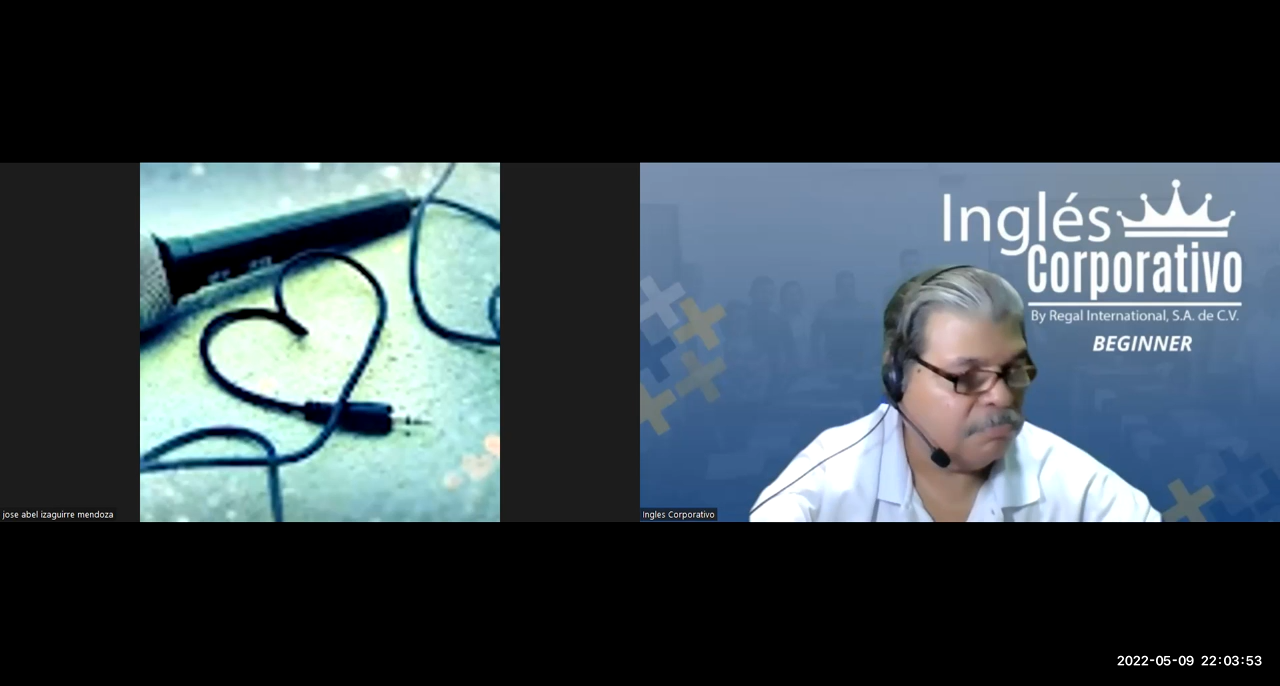 Inglés
Corporativo
By Regal International, S.A. de C.V.
BEGINNER
jose abel izaguirre mendoza
Ingles Corporativo
2022-05-09 22:03:53